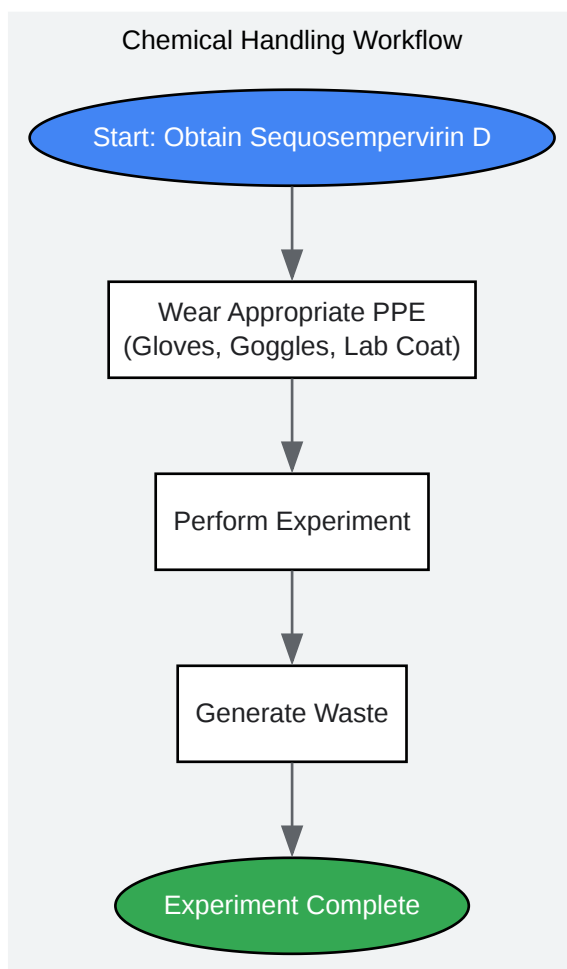 Chemical Handling Workflow
Start: Obtain Sequosempervirin D
Wear Appropriate PPE
(Gloves, Goggles, Lab Coat)
Perform Experiment
Generate Waste
Experiment Complete